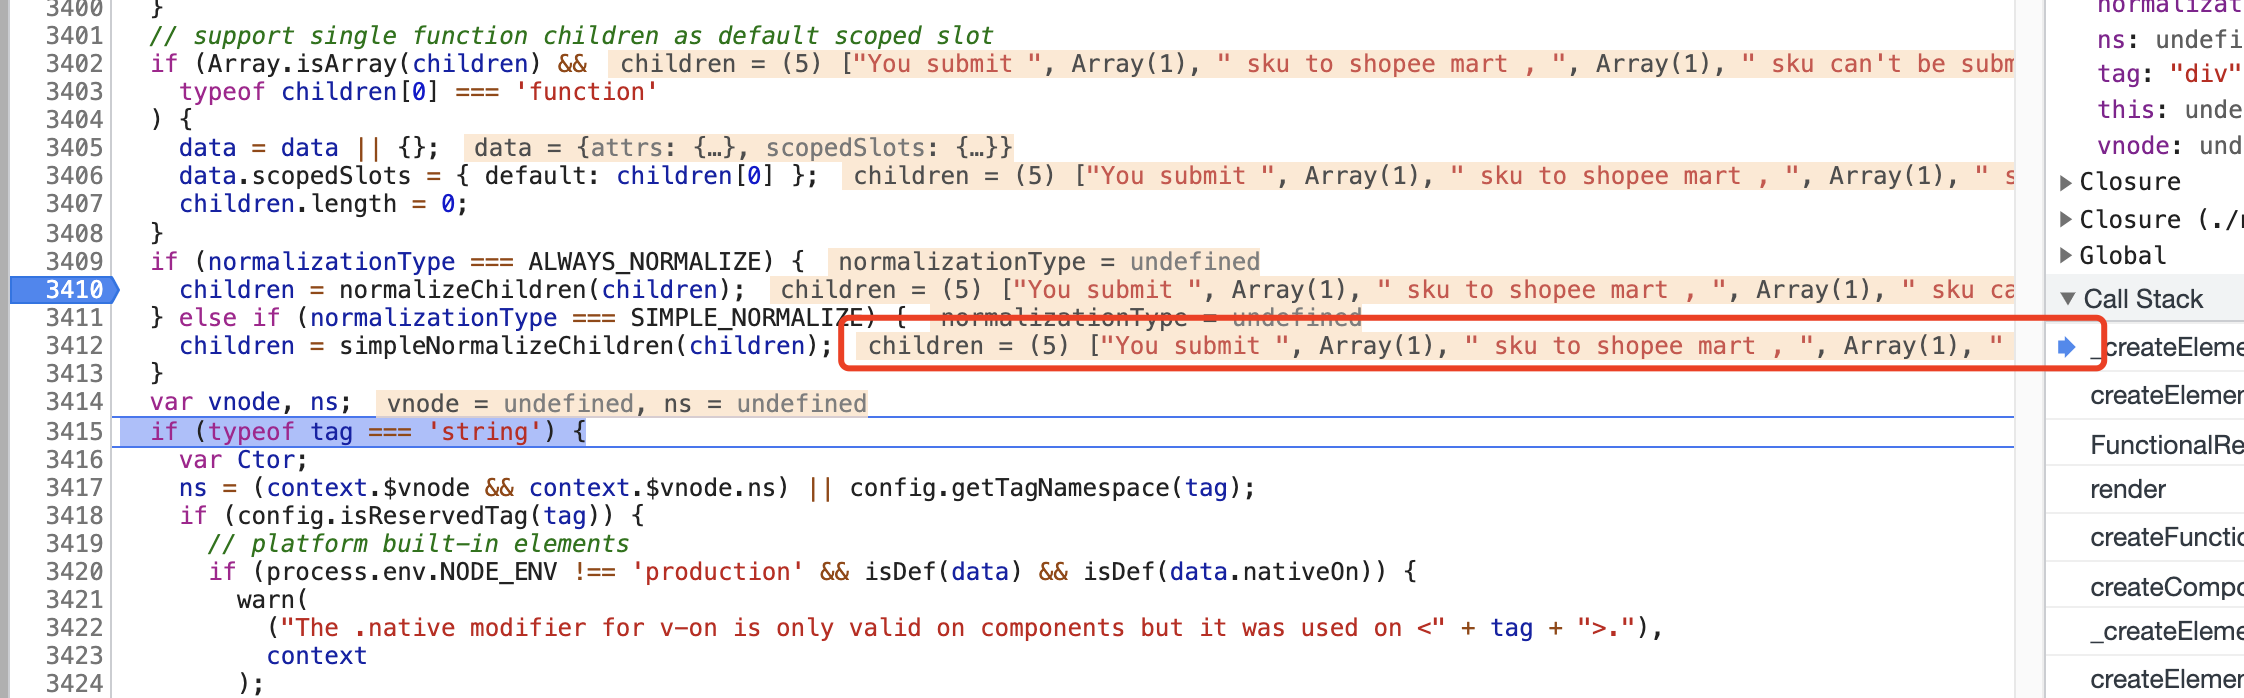 3400 }
3401 // support single function children as default scoped slot
3402 if (Array.isArray(children) && children = (5) ["You submit ", Array(1), " sku to shopee mart , ", Array(1), " sku can't be subm
3403 typeof children[0] === 'function'
3404 ) {
3405 data = data || {}; data = {attrs: {…}, scopedSlots: {…}}
3406 data.scopedSlots = { default: children[0] }; children = (5) ["You submit ", Array(1), " sku to shopee mart , ", Array(1), " s
3407 children.length = 0;
3408 }
3409 if (normalizationType === ALWAYS_NORMALIZE) { normalizationType = undefined
3410 children = normalizeChildren(children); children = (5) ["You submit ", Array(1), " sku to shopee mart , ", Array(1), " sku ca
3411 } else if (normalizationType === SIMPLE_NORMALIZE) { normalizationType = undefined
3412 children = simpleNormalizeChildren(children); children = (5) ["You submit ", Array(1), " sku to shopee mart , ", Array(1), "
3413 }
3414 var vnode, ns; vnode = undefined, ns = undefined
3415 if (typeof tag === 'string') {
3416 var Ctor;
3417 ns = (context.$vnode && context.$vnode.ns) || config.getTagNamespace(tag);
3418 if (config.isReservedTag(tag)) {
3419 // platform built-in elements
3420 if (process.env.NODE_ENV !== 'production' && isDef(data) && isDef(data.nativeOn)) {
3421 warn(
3422 ("The .native modifier for v-on is only valid on components but it was used on <" + tag + ">."),
3423 context
3424 );
normalizat
ns: undefi
tag: "div"
this: unde
vnode: und
Closure
Closure (./
Global
Call Stack
_createEleme
createElemen
FunctionalRe
render
createFunctio
createCompo
_createEleme
createElemen